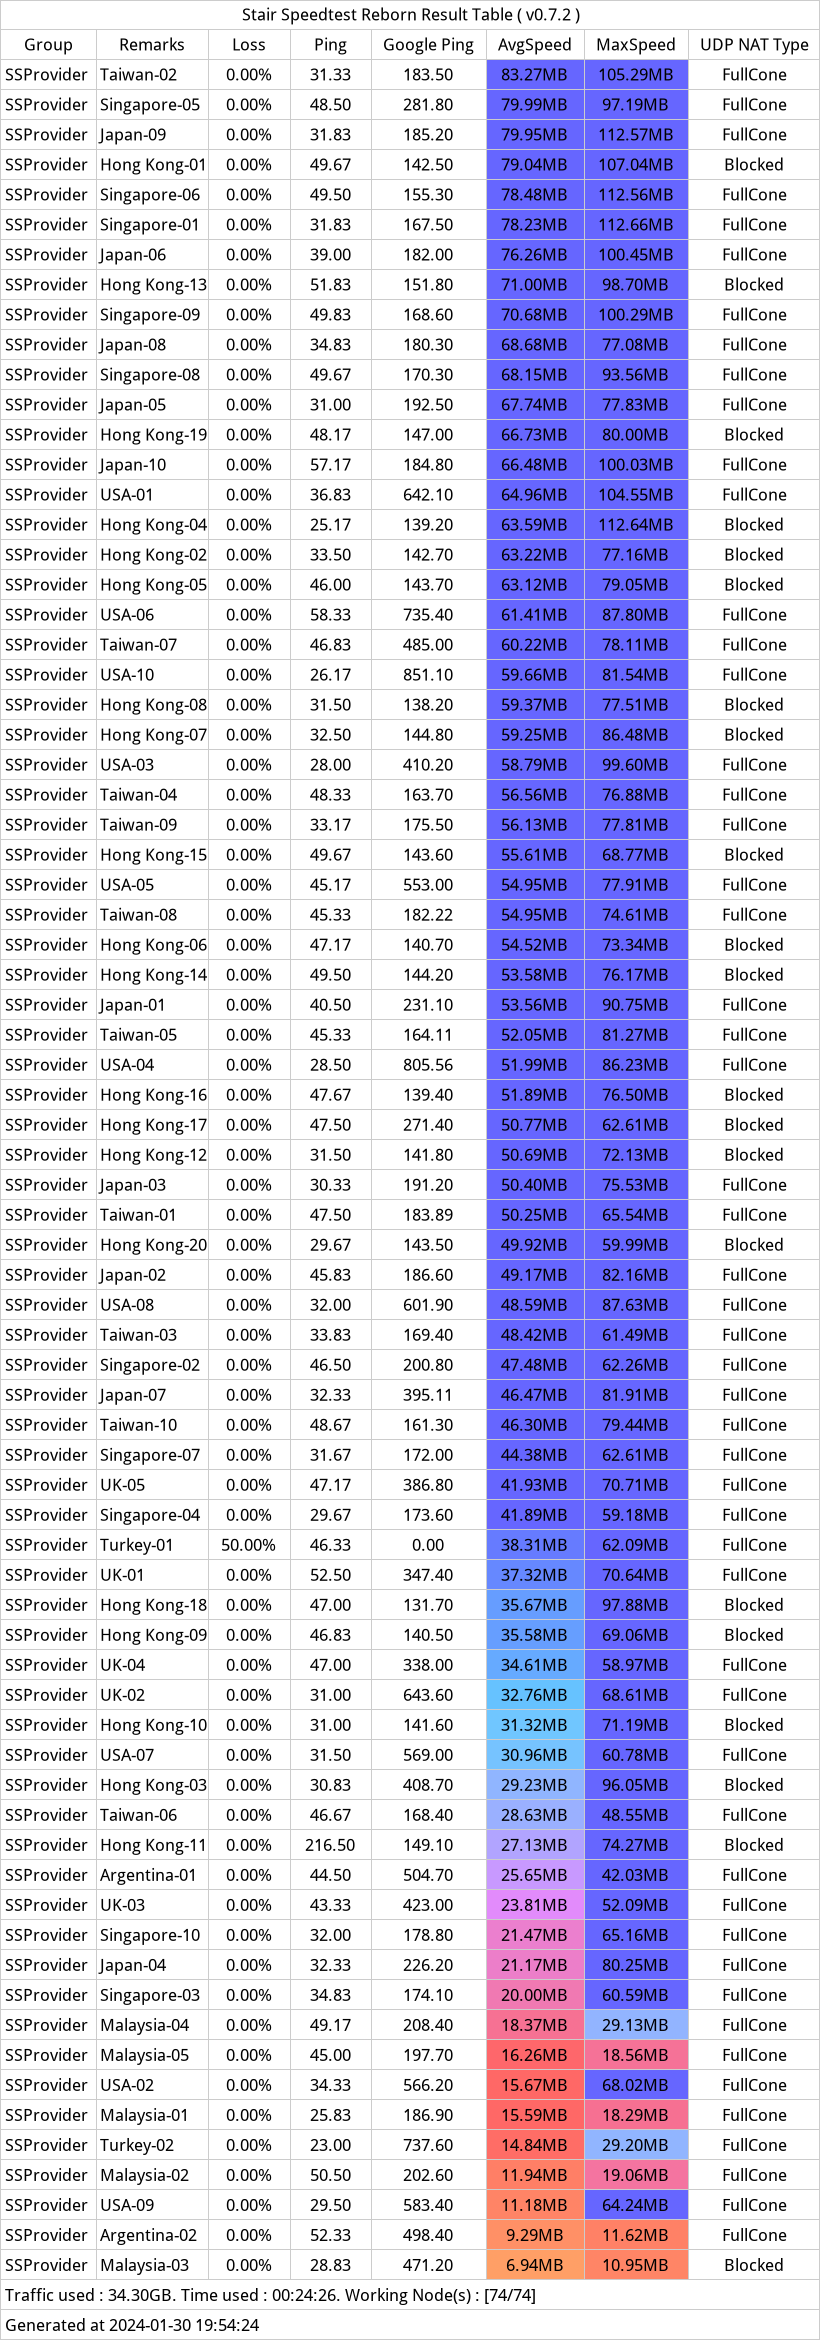 Stair Speedtest Reborn Result Table ( v0.7.2 )
Group Remarks Loss Ping Google Ping AvgSpeed MaxSpeed UDP NAT Type
SSProvider Taiwan-02 0.00% 31.33 183.50 83.27MB 105.29MB FullCone
SSProvider Singapore-05 0.00% 48.50 281.80 79.99MB 97.19MB FullCone
SSProvider Japan-09 0.00% 31.83 185.20 79.95MB 112.57MB FullCone
SSProvider Hong Kong-01 0.00% 49.67 142.50 79.04MB 107.04MB Blocked
SSProvider Singapore-06 0.00% 49.50 155.30 78.48MB 112.56MB FullCone
SSProvider Singapore-01 0.00% 31.83 167.50 78.23MB 112.66MB FullCone
SSProvider Japan-06 0.00% 39.00 182.00 76.26MB 100.45MB FullCone
SSProvider Hong Kong-13 0.00% 51.83 151.80 71.00MB 98.70MB Blocked
SSProvider Singapore-09 0.00% 49.83 168.60 70.68MB 100.29MB FullCone
SSProvider Japan-08 0.00% 34.83 180.30 68.68MB 77.08MB FullCone
SSProvider Singapore-08 0.00% 49.67 170.30 68.15MB 93.56MB FullCone
SSProvider Japan-05 0.00% 31.00 192.50 67.74MB 77.83MB FullCone
SSProvider Hong Kong-19 0.00% 48.17 147.00 66.73MB 80.00MB Blocked
SSProvider Japan-10 0.00% 57.17 184.80 66.48MB 100.03MB FullCone
SSProvider USA-01 0.00% 36.83 642.10 64.96MB 104.55MB FullCone
SSProvider Hong Kong-04 0.00% 25.17 139.20 63.59MB 112.64MB Blocked
SSProvider Hong Kong-02 0.00% 33.50 142.70 63.22MB 77.16MB Blocked
SSProvider Hong Kong-05 0.00% 46.00 143.70 63.12MB 79.05MB Blocked
SSProvider USA-06 0.00% 58.33 735.40 61.41MB 87.80MB FullCone
SSProvider Taiwan-07 0.00% 46.83 485.00 60.22MB 78.11MB FullCone
SSProvider USA-10 0.00% 26.17 851.10 59.66MB 81.54MB FullCone
SSProvider Hong Kong-08 0.00% 31.50 138.20 59.37MB 77.51MB Blocked
SSProvider Hong Kong-07 0.00% 32.50 144.80 59.25MB 86.48MB Blocked
SSProvider USA-03 0.00% 28.00 410.20 58.79MB 99.60MB FullCone
SSProvider Taiwan-04 0.00% 48.33 163.70 56.56MB 76.88MB FullCone
SSProvider Taiwan-09 0.00% 33.17 175.50 56.13MB 77.81MB FullCone
SSProvider Hong Kong-15 0.00% 49.67 143.60 55.61MB 68.77MB Blocked
SSProvider USA-05 0.00% 45.17 553.00 54.95MB 77.91MB FullCone
SSProvider Taiwan-08 0.00% 45.33 182.22 54.95MB 74.61MB FullCone
SSProvider Hong Kong-06 0.00% 47.17 140.70 54.52MB 73.34MB Blocked
SSProvider Hong Kong-14 0.00% 49.50 144.20 53.58MB 76.17MB Blocked
SSProvider Japan-01 0.00% 40.50 231.10 53.56MB 90.75MB FullCone
SSProvider Taiwan-05 0.00% 45.33 164.11 52.05MB 81.27MB FullCone
SSProvider USA-04 0.00% 28.50 805.56 51.99MB 86.23MB FullCone
SSProvider Hong Kong-16 0.00% 47.67 139.40 51.89MB 76.50MB Blocked
SSProvider Hong Kong-17 0.00% 47.50 271.40 50.77MB 62.61MB Blocked
SSProvider Hong Kong-12 0.00% 31.50 141.80 50.69MB 72.13MB Blocked
SSProvider Japan-03 0.00% 30.33 191.20 50.40MB 75.53MB FullCone
SSProvider Taiwan-01 0.00% 47.50 183.89 50.25MB 65.54MB FullCone
SSProvider Hong Kong-20 0.00% 29.67 143.50 49.92MB 59.99MB Blocked
SSProvider Japan-02 0.00% 45.83 186.60 49.17MB 82.16MB FullCone
SSProvider USA-08 0.00% 32.00 601.90 48.59MB 87.63MB FullCone
SSProvider Taiwan-03 0.00% 33.83 169.40 48.42MB 61.49MB FullCone
SSProvider Singapore-02 0.00% 46.50 200.80 47.48MB 62.26MB FullCone
SSProvider Japan-07 0.00% 32.33 395.11 46.47MB 81.91MB FullCone
SSProvider Taiwan-10 0.00% 48.67 161.30 46.30MB 79.44MB FullCone
SSProvider Singapore-07 0.00% 31.67 172.00 44.38MB 62.61MB FullCone
SSProvider UK-05 0.00% 47.17 386.80 41.93MB 70.71MB FullCone
SSProvider Singapore-04 0.00% 29.67 173.60 41.89MB 59.18MB FullCone
SSProvider Turkey-01 50.00% 46.33 0.00 38.31MB 62.09MB FullCone
SSProvider UK-01 0.00% 52.50 347.40 37.32MB 70.64MB FullCone
SSProvider Hong Kong-18 0.00% 47.00 131.70 35.67MB 97.88MB Blocked
SSProvider Hong Kong-09 0.00% 46.83 140.50 35.58MB 69.06MB Blocked
SSProvider UK-04 0.00% 47.00 338.00 34.61MB 58.97MB FullCone
SSProvider UK-02 0.00% 31.00 643.60 32.76MB 68.61MB FullCone
SSProvider Hong Kong-10 0.00% 31.00 141.60 31.32MB 71.19MB Blocked
SSProvider USA-07 0.00% 31.50 569.00 30.96MB 60.78MB FullCone
SSProvider Hong Kong-03 0.00% 30.83 408.70 29.23MB 96.05MB Blocked
SSProvider Taiwan-06 0.00% 46.67 168.40 28.63MB 48.55MB FullCone
SSProvider Hong Kong-11 0.00% 216.50 149.10 27.13MB 74.27MB Blocked
SSProvider Argentina-01 0.00% 44.50 504.70 25.65MB 42.03MB FullCone
SSProvider UK-03 0.00% 43.33 423.00 23.81MB 52.09MB FullCone
SSProvider Singapore-10 0.00% 32.00 178.80 21.47MB 65.16MB FullCone
SSProvider Japan-04 0.00% 32.33 226.20 21.17MB 80.25MB FullCone
SSProvider Singapore-03 0.00% 34.83 174.10 20.00MB 60.59MB FullCone
SSProvider Malaysia-04 0.00% 49.17 208.40 18.37MB 29.13MB FullCone
SSProvider Malaysia-05 0.00% 45.00 197.70 16.26MB 18.56MB FullCone
SSProvider USA-02 0.00% 34.33 566.20 15.67MB 68.02MB FullCone
SSProvider Malaysia-01 0.00% 25.83 186.90 15.59MB 18.29MB FullCone
SSProvider Turkey-02 0.00% 23.00 737.60 14.84MB 29.20MB FullCone
SSProvider Malaysia-02 0.00% 50.50 202.60 11.94MB 19.06MB FullCone
SSProvider USA-09 0.00% 29.50 583.40 11.18MB 64.24MB FullCone
SSProvider Argentina-02 0.00% 52.33 498.40 9.29MB 11.62MB FullCone
SSProvider Malaysia-03 0.00% 28.83 471.20 6.94MB 10.95MB Blocked
Traffic used : 34.30GB. Time used : 00:24:26. Working Node(s) : [74/74]
Generated at 2024-01-30 19:54:24